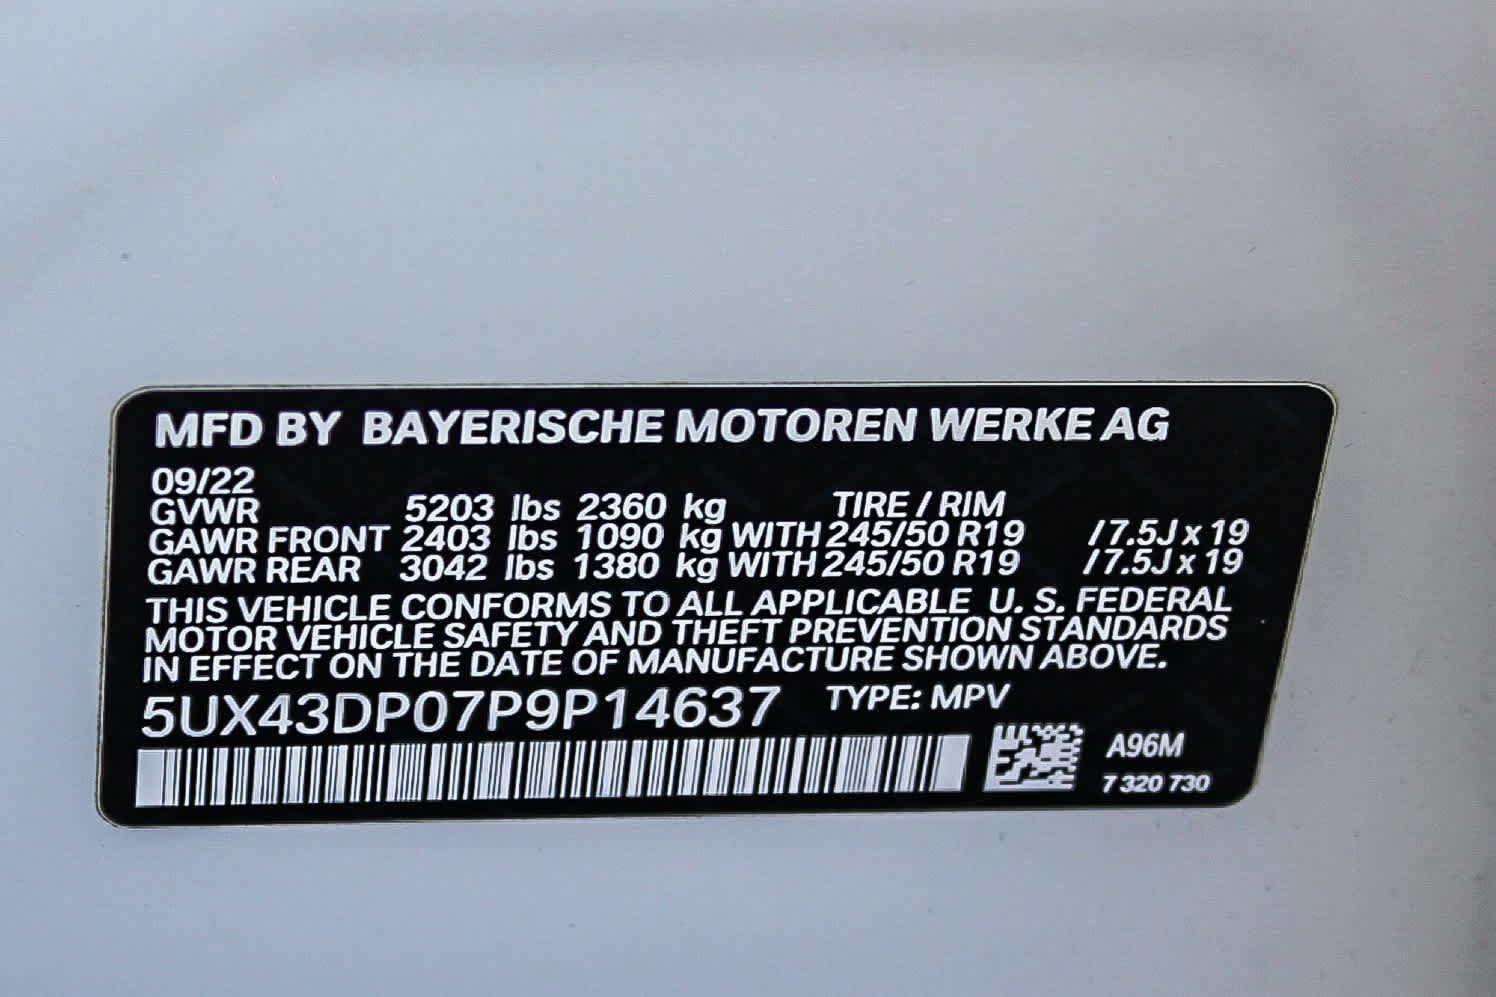 MFD BY BAYERISCHE MOTOREN WERKE AG
09/22
GVWR 5203 lbs 2360 kg TIRE / RIM
GAWR FRONT 2403 lbs 1090 kg WITH 245/50 R19 /7.5J x 19
GAWR REAR 3042 lbs 1380 kg WITH 245/50 R19 /7.5J x 19
THIS VEHICLE CONFORMS TO ALL APPLICABLE U. S. FEDERAL
MOTOR VEHICLE SAFETY AND THEFT PREVENTION STANDARDS
IN EFFECT ON THE DATE OF MANUFACTURE SHOWN ABOVE.
5UX43DP07P9P14637 TYPE: MPV
A96M
7 320 730